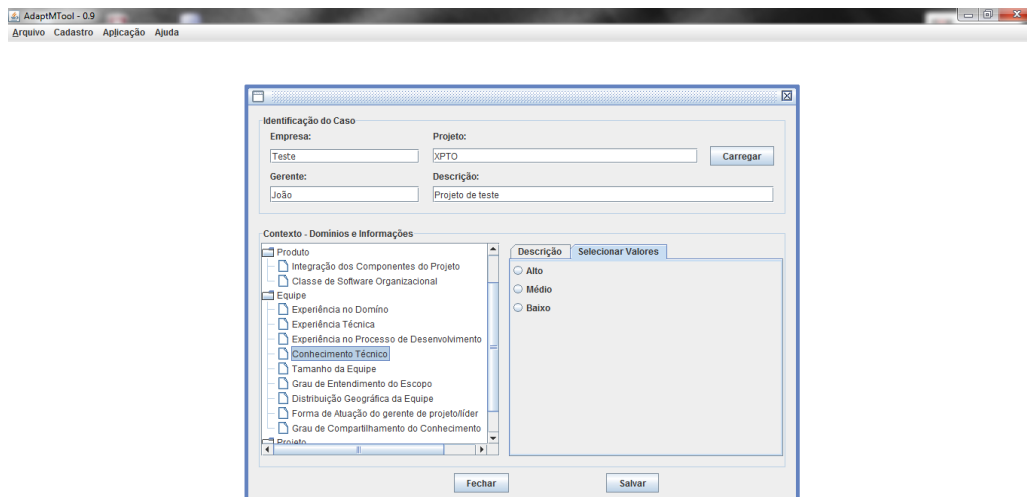 AdaptMTool - 0.9
Arquivo Cadastro Aplicação Ajuda
Identificação do Caso
Empresa: Projeto:
Teste XPTO Carregar
Gerente: Descrição:
João Projeto de teste
Contexto - Domínios e Informações
Produto
Integração dos Componentes do Projeto
Classe de Software Organizacional
Equipe
Experiência no Domíno
Experiência Técnica
Experiência no Processo de Desenvolvimento
Conhecimento Técnico
Tamanho da Equipe
Grau de Entendimento do Escopo
Distribuição Geográfica da Equipe
Forma de Atuação do gerente de projeto/líder
Grau de Compartilhamento do Conhecimento
Projeto
Descrição Selecionar Valores
Alto
Médio
Baixo
Fechar Salvar